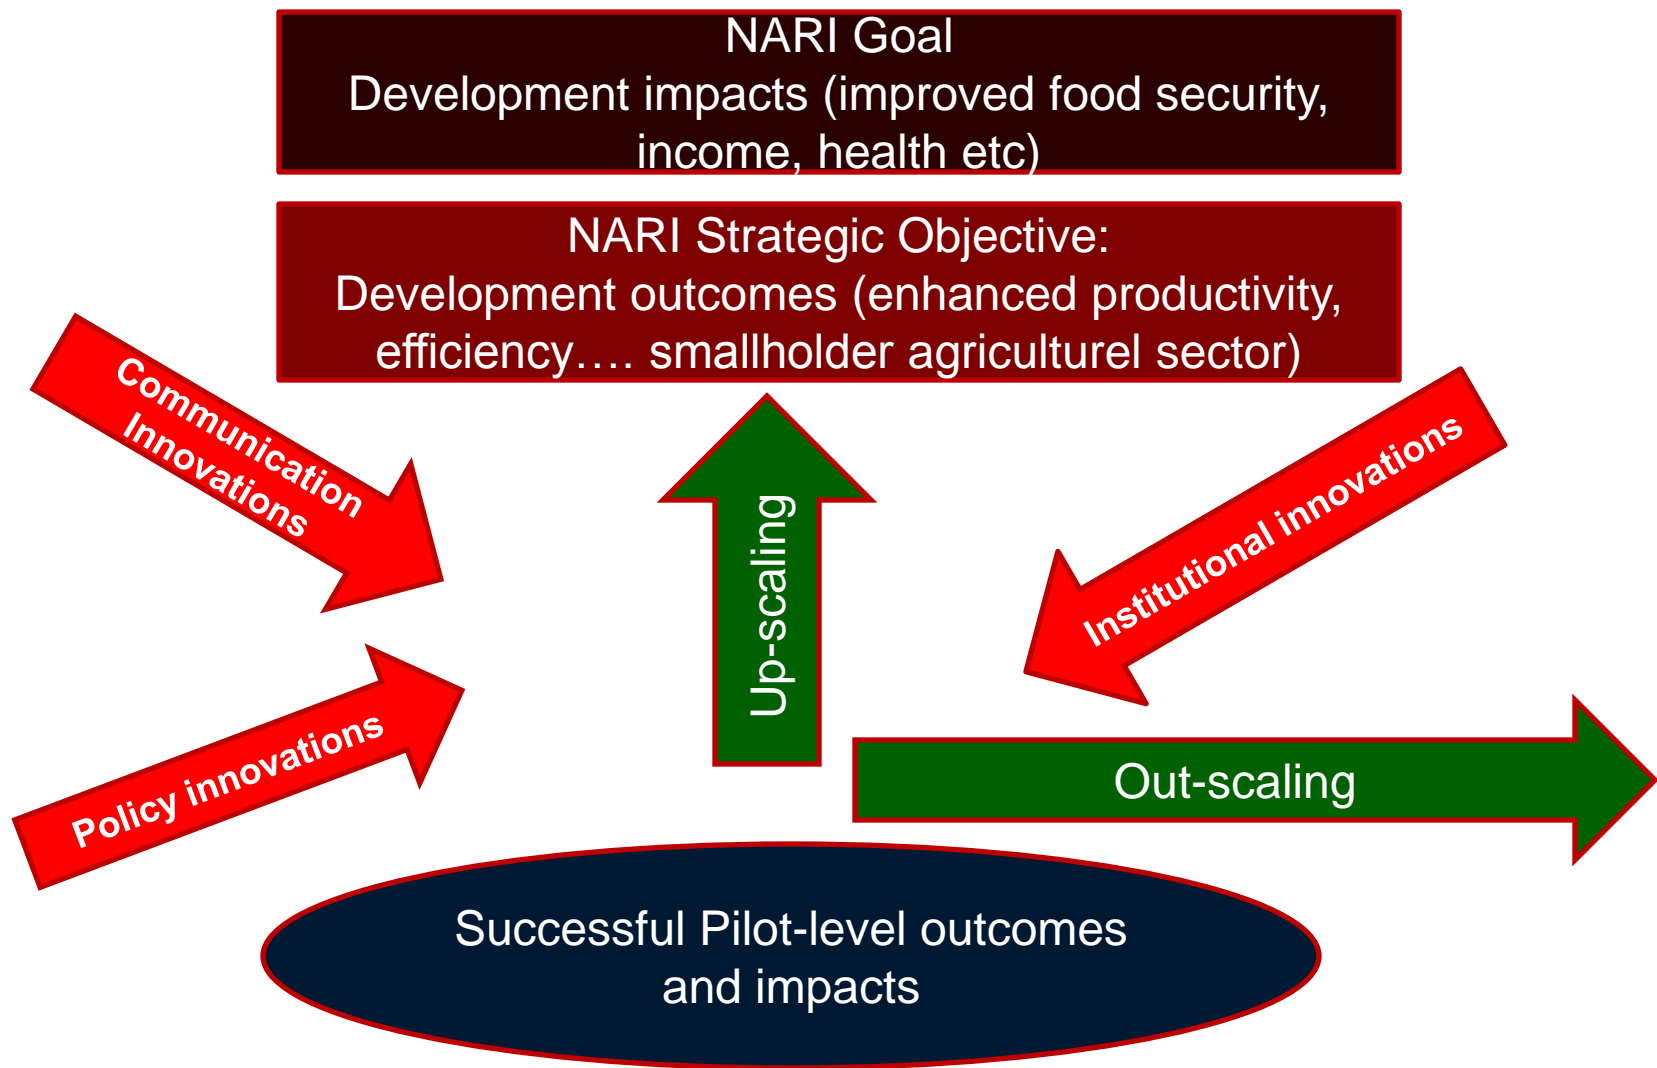 NARI Goal
Development impacts (improved food security,
income, health etc)
NARI Strategic Objective:
Development outcomes (enhanced productivity,
efficiency…. smallholder agriculturel sector)
Communication
Innovations
Institutional innovations
Up-scaling
Policy innovations
Out-scaling
Successful Pilot-level outcomes
and impacts